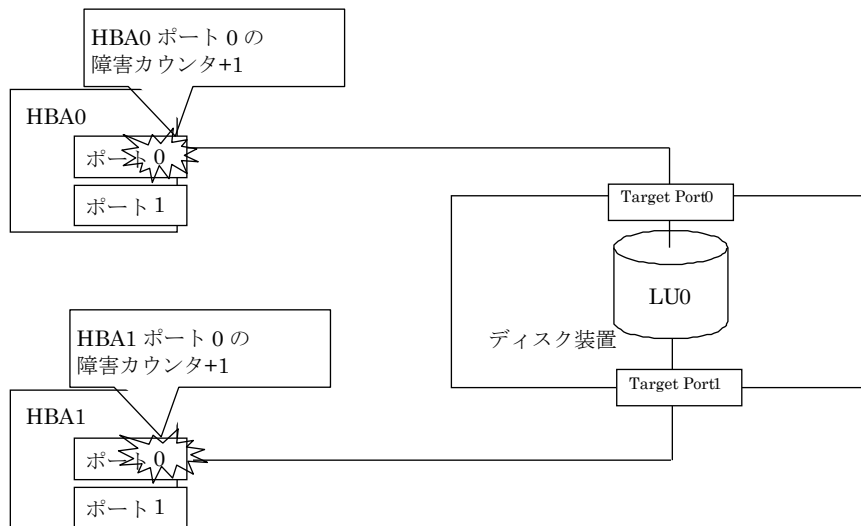 HBA0 ポート 0 の
障害カウンタ+1
HBA0
ポート 0
ポート 1
Target Port0
LU0
ディスク装置
Target Port1
HBA1 ポート 0 の
障害カウンタ+1
HBA1
ポート 0
ポート 1